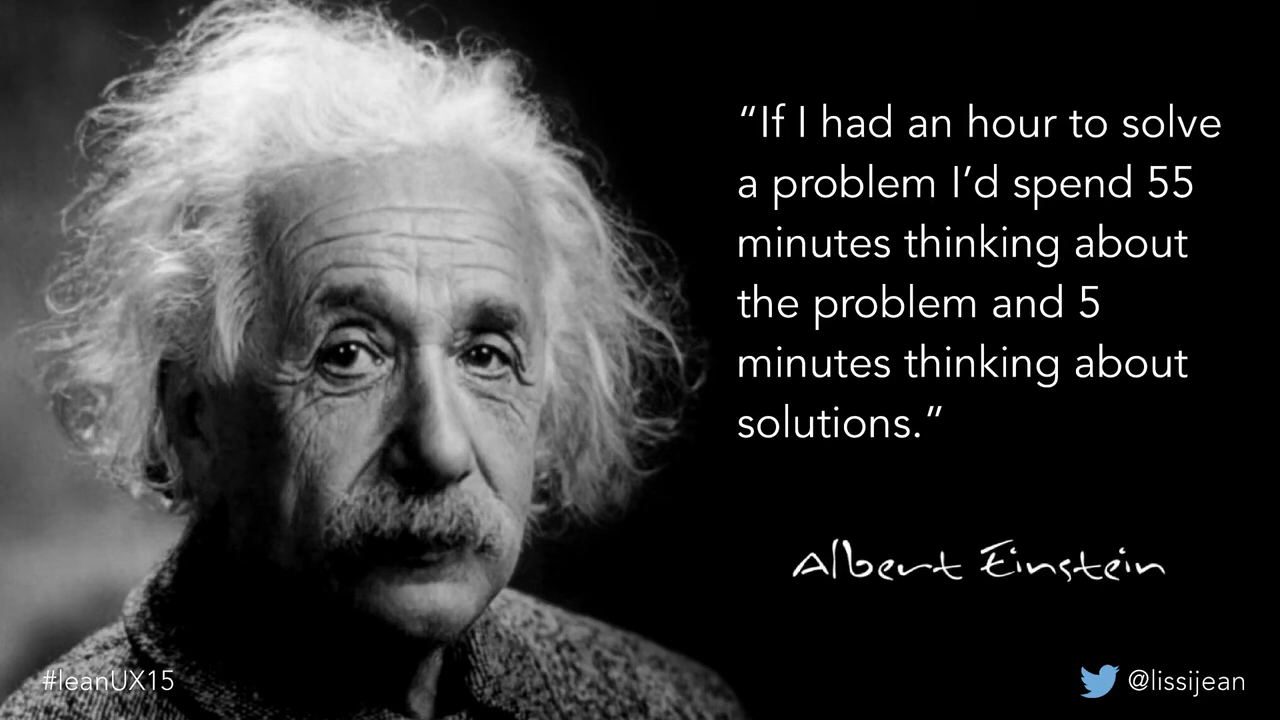 “If I had an hour to solve
a problem I’d spend 55
minutes thinking about
the problem and 5
minutes thinking about
solutions.”
Albert Einstein
#leanUX15
@lissijean